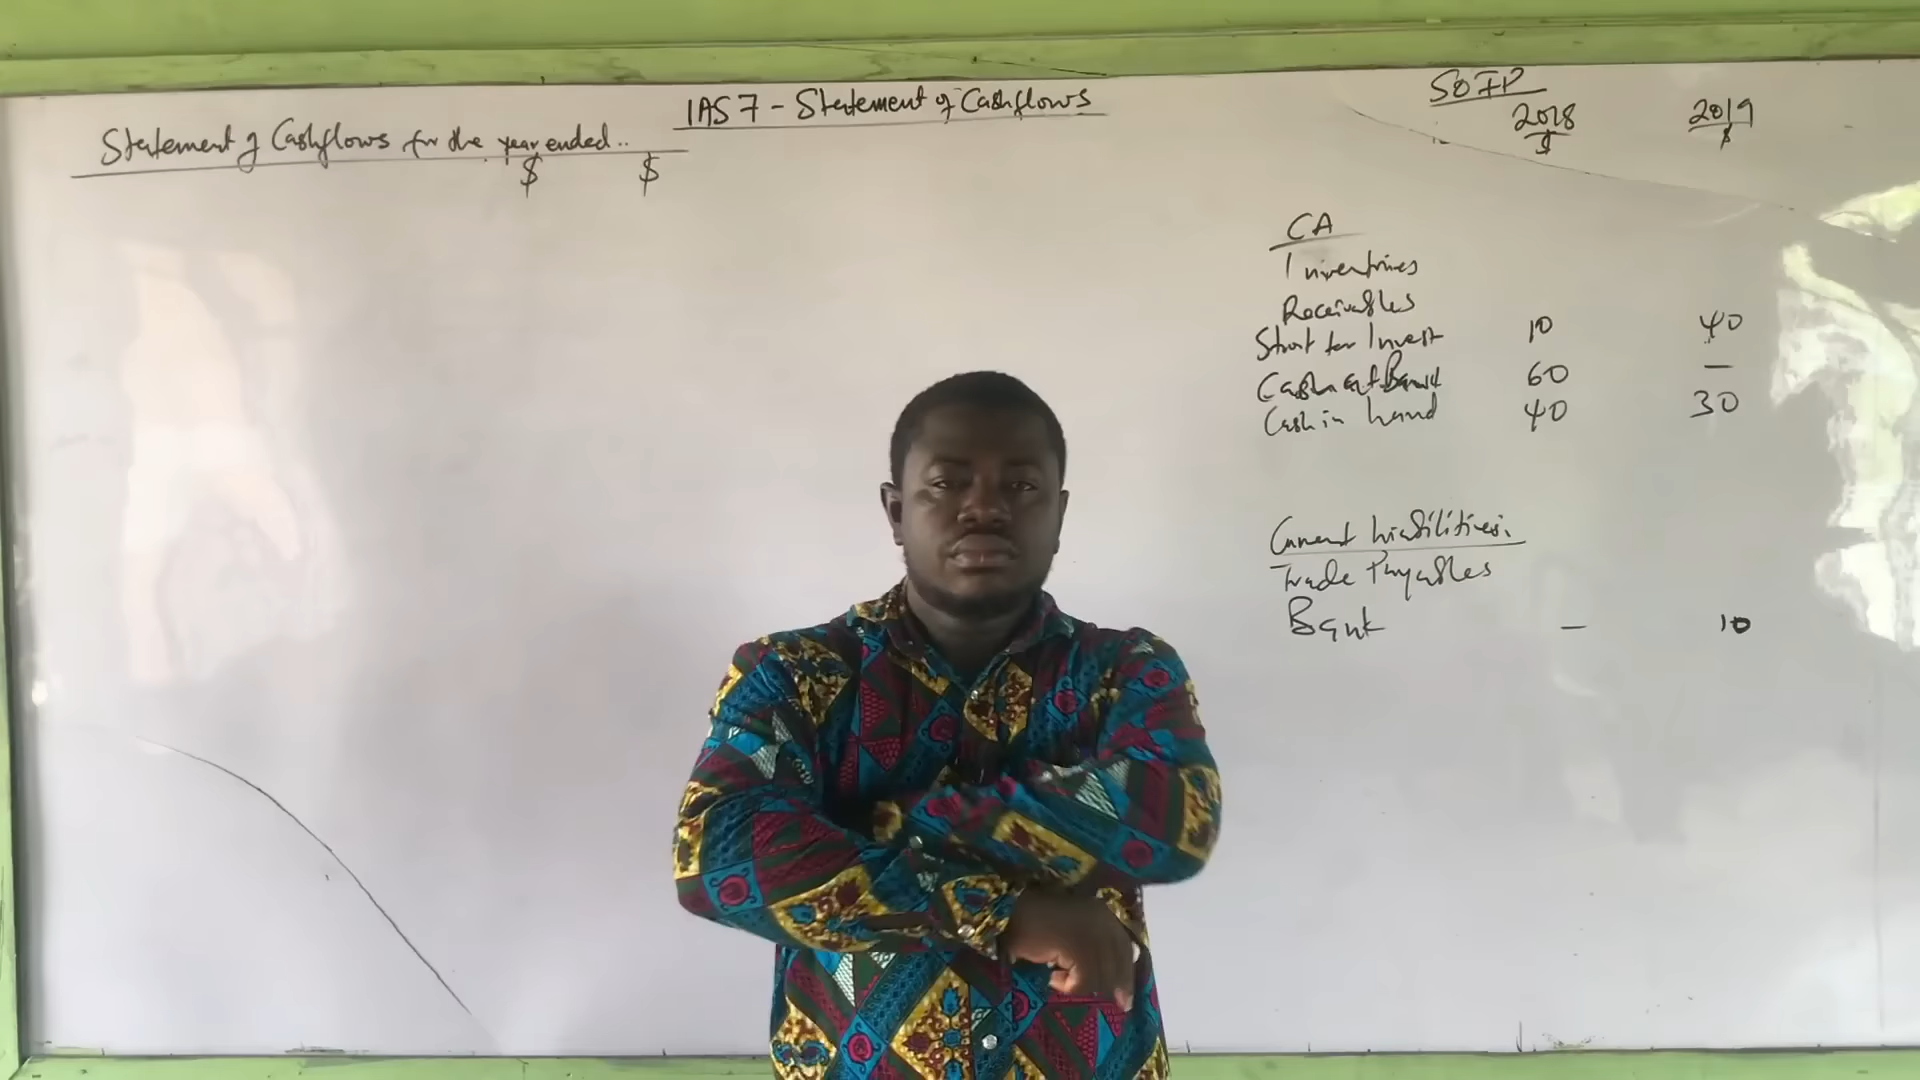 IAS 7 - Statement of Cashflows
Statement of Cashflows for the year ended..
$ $
SOFP
2018 2019
$ $
CA
Inventories
Receivables
Short ter Invest 10 40
Cash at Bank 60 —
Cash in hand 40 30
Current Liabilities:
Trade Payables
Bank — 10